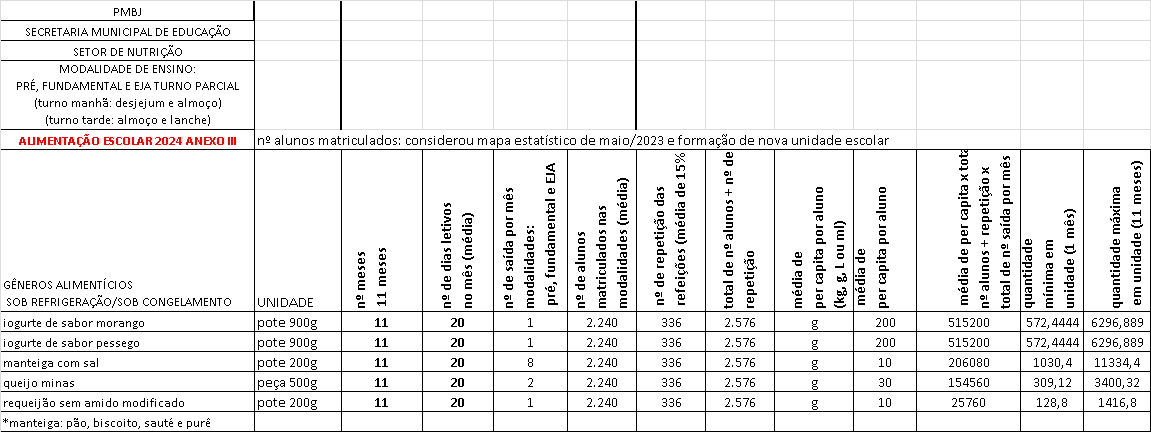 PMBJ
SECRETARIA MUNICIPAL DE EDUCAÇÃO
SETOR DE NUTRIÇÃO
MODALIDADE DE ENSINO:
PRÉ, FUNDAMENTAL E EJA TURNO PARCIAL
(turno manhã: desjejum e almoço)
(turno tarde: almoço e lanche)
ALIMENTAÇÃO ESCOLAR 2024 ANEXO III nº alunos matriculados: considerou mapa estatístico de maio/2023 e formação de nova unidade escolar
GÊNEROS ALIMENTÍCIOS
SOB REFRIGERAÇÃO/SOB CONGELAMENTO
UNIDADE
nº meses
11 meses
nº de dias letivos
no mês (média)
nº de saída por mês
modalidades:
pré, fundamental e EJA
nº de alunos
matriculados nas
modalidades (média)
nº de repetição das
refeições (média de 15%
total de nº alunos + nº de
repetição
média de
per capita por aluno
(kg, g, L ou ml)
média de
per capita por aluno
média de per capita x tota
nº alunos + repetição x
total de nº saída por mês
quantidade
mínima em
unidade (1 mês)
quantidade máxima
em unidade (11 meses)
iogurte de sabor morango pote 900g 11 20 1 2.240 336 2.576 g 200 515200 572,4444 6296,889
iogurte de sabor pessego pote 900g 11 20 1 2.240 336 2.576 g 200 515200 572,4444 6296,889
manteiga com sal pote 200g 11 20 8 2.240 336 2.576 g 10 206080 1030,4 11334,4
queijo minas peça 500g 11 20 2 2.240 336 2.576 g 30 154560 309,12 3400,32
requeijão sem amido modificado pote 200g 11 20 1 2.240 336 2.576 g 10 25760 128,8 1416,8
*manteiga: pão, biscoito, sauté e purê